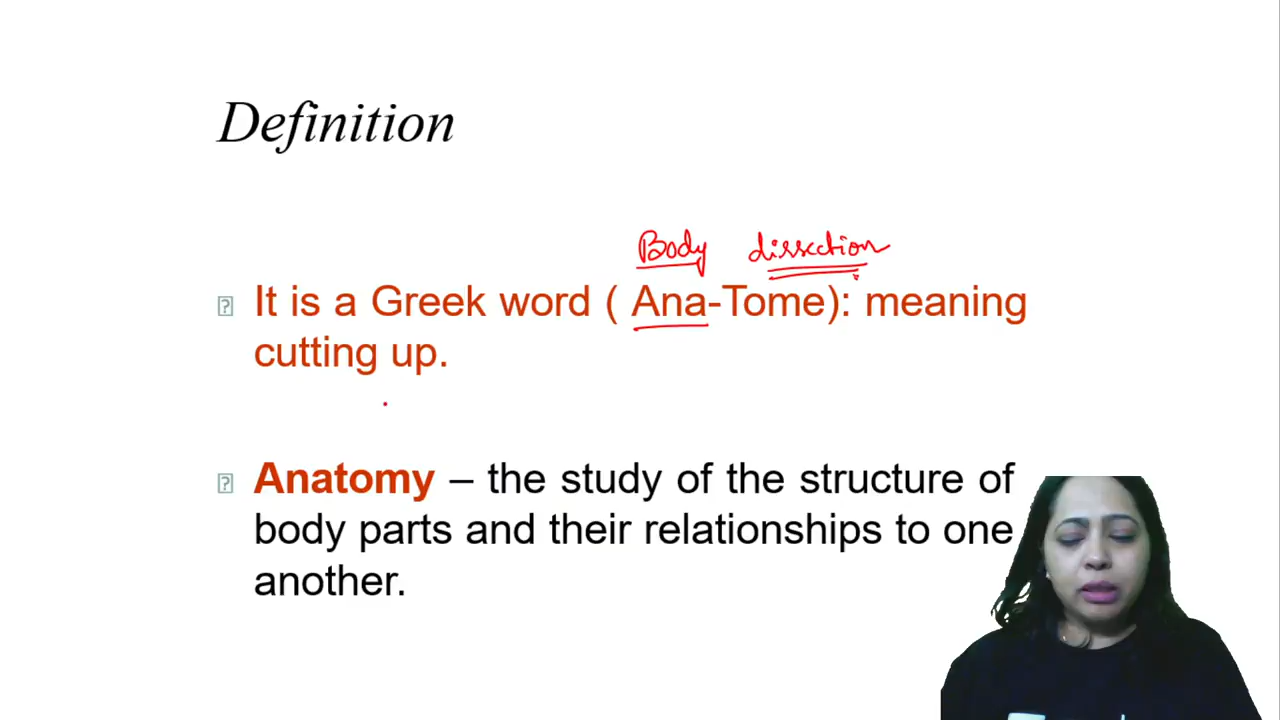 Definition
Body dissection
It is a Greek word ( Ana-Tome): meaning
cutting up.
Anatomy – the study of the structure of
body parts and their relationships to one
another.